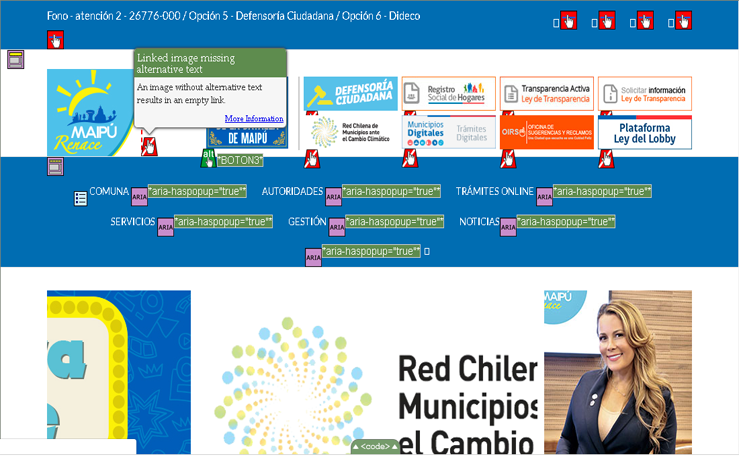 Fono - atención 2 - 26776-000 / Opción 5 - Defensoría Ciudadana / Opción 6 - Dideco
Linked image missing
alternative text
An image without alternative text
results in an empty link.
More Information
MAIPÚ
Renace
DE MAIPÚ
DEFENSORÍA
CIUDADANA
Registro
Social de Hogares
Transparencia Activa
Ley de Transparencia
Solicitar información
Ley de Transparencia
Red Chilena de
Municipios ante
el Cambio Climático
Municipios
Digitales
Trámites
Digitales
OIRS
OFICINA DE
SUGERENCIAS Y RECLAMOS
Plataforma
Ley del Lobby
alt
"BOTON3"
COMUNA ARIA *"aria-haspopup="true"* AUTORIDADES ARIA *"aria-haspopup="true"* TRÁMITES ONLINE ARIA *"aria-haspopup="true"*
SERVICIOS ARIA *"aria-haspopup="true"* GESTIÓN ARIA *"aria-haspopup="true"* NOTICIAS ARIA *"aria-haspopup="true"*
ARIA *"aria-haspopup="true"*
MAIPÚ
Red Chilen
Municipios
el Cambio
<code>